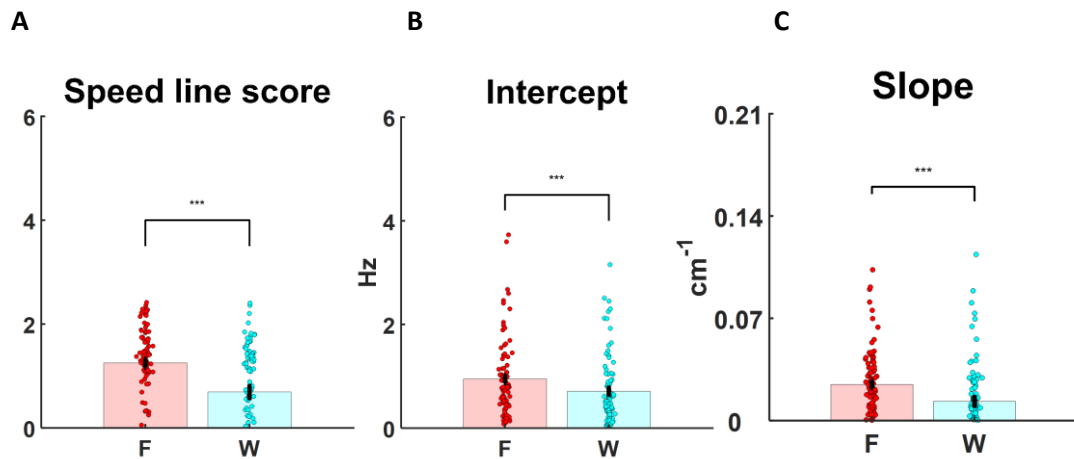 A
Speed line score
6
4
2
0
***
F W
B
Intercept
Hz
6
4
2
0
***
F W
C
Slope
cm-1
0.21
0.14
0.07
0
***
F W